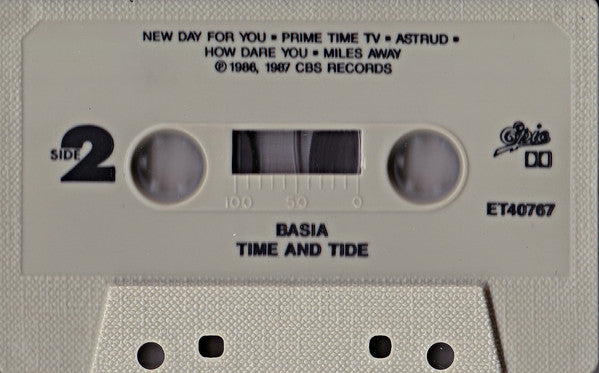 NEW DAY FOR YOU • PRIME TIME TV • ASTRUD •
HOW DARE YOU • MILES AWAY
℗ 1986, 1987 CBS RECORDS
SIDE 2
Epic
100 50 0
ET40767
BASIA
TIME AND TIDE